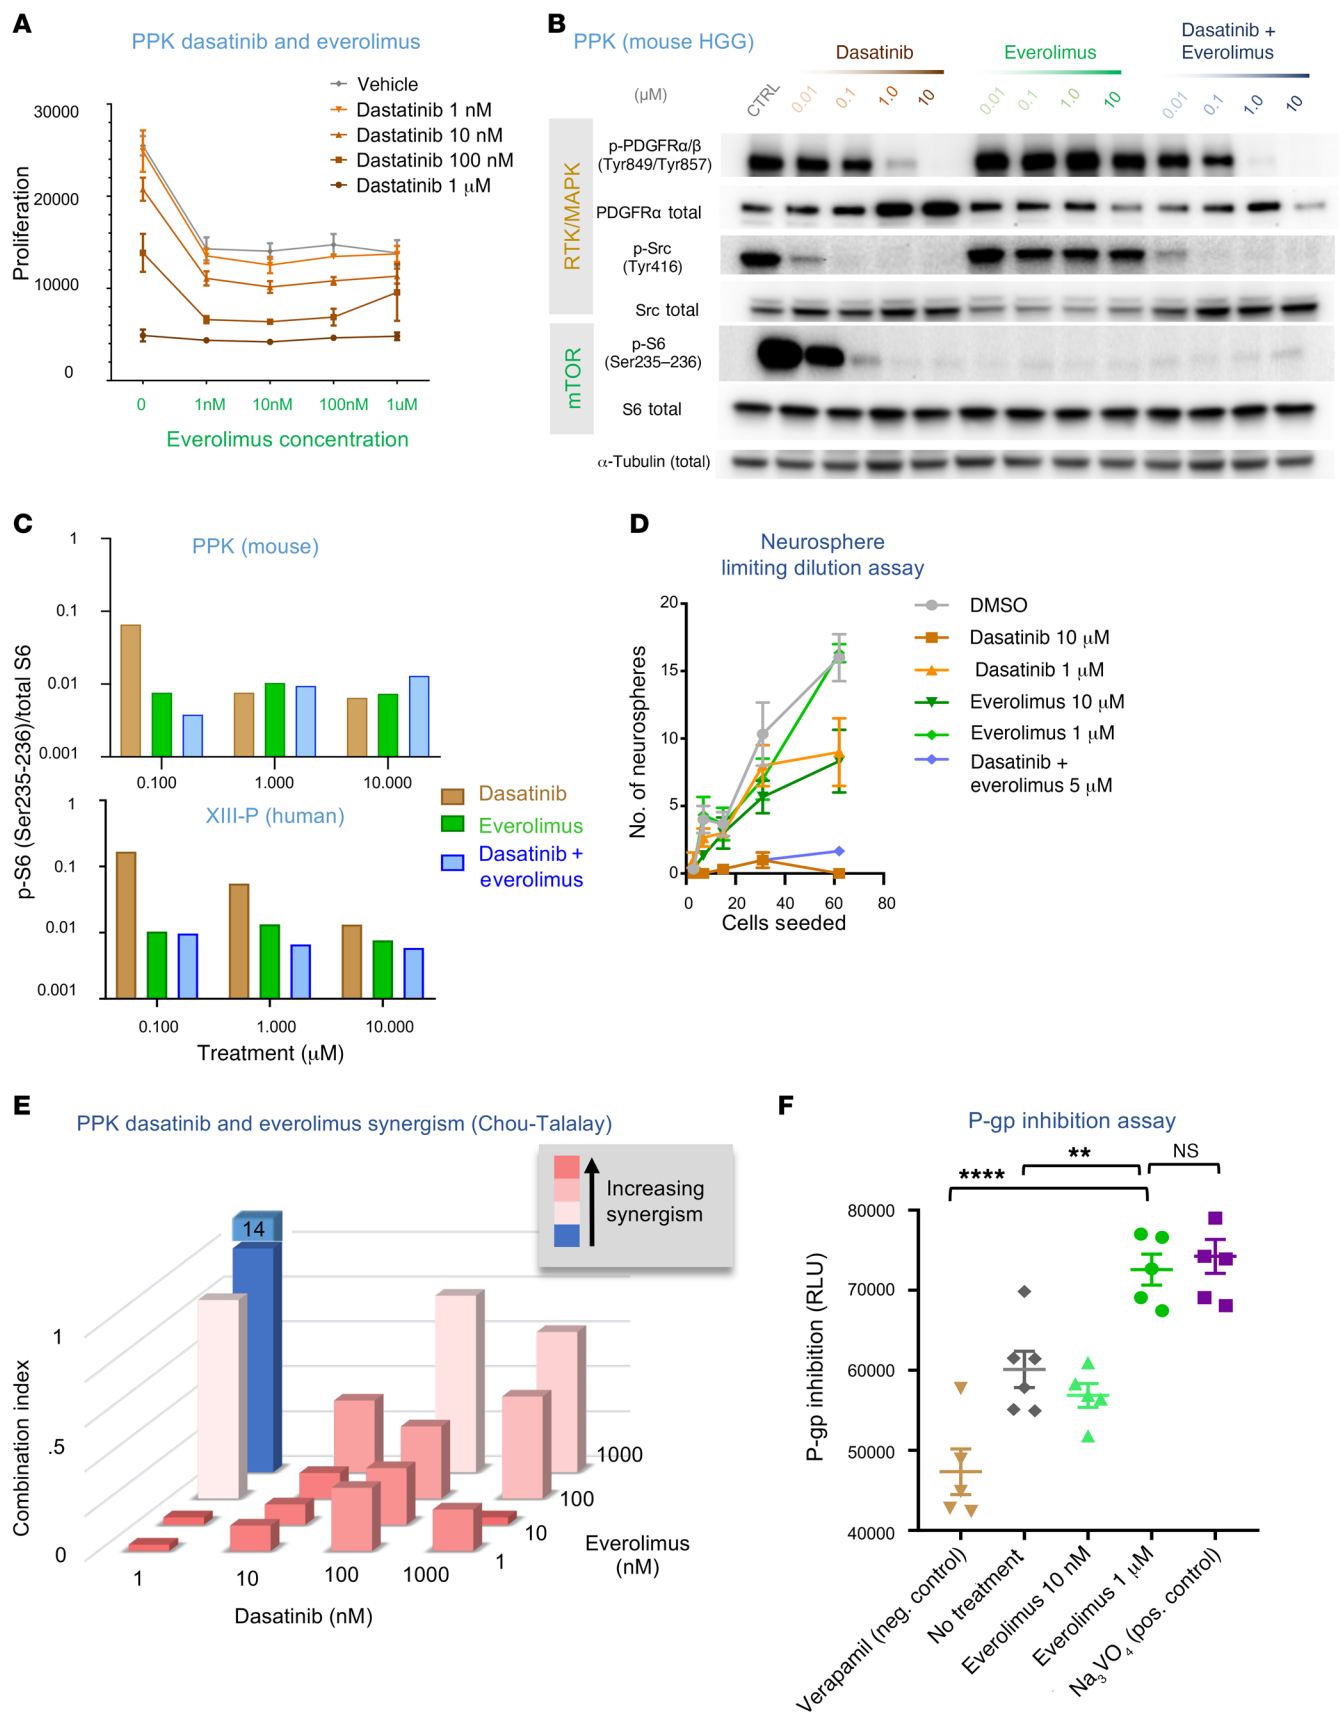 A
PPK dasatinib and everolimus
Vehicle
Dastatinib 1 nM
Dastatinib 10 nM
Dastatinib 100 nM
Dastatinib 1 μM
Proliferation
30000
20000
10000
0
0 1nM 10nM 100nM 1uM
Everolimus concentration
B
PPK (mouse HGG)
Dasatinib
Everolimus
Dasatinib +
Everolimus
(μM)
CTRL 0.01 0.1 1.0 10 0.01 0.1 1.0 10 0.01 0.1 1.0 10
RTK/MAPK
p-PDGFRα/β
(Tyr849/Tyr857)
PDGFRα total
p-Src
(Tyr416)
Src total
mTOR
p-S6
(Ser235–236)
S6 total
α-Tubulin (total)
C
p-S6 (Ser235-236)/total S6
PPK (mouse)
1
0.1
0.01
0.001
0.100 1.000 10.000
XIII-P (human)
1
0.1
0.01
0.001
0.100 1.000 10.000
Treatment (μM)
Dasatinib
Everolimus
Dasatinib +
everolimus
D
Neurosphere
limiting dilution assay
No. of neurospheres
20
15
10
5
0
0 20 40 60 80
Cells seeded
DMSO
Dasatinib 10 μM
Dasatinib 1 μM
Everolimus 10 μM
Everolimus 1 μM
Dasatinib +
everolimus 5 μM
E
PPK dasatinib and everolimus synergism (Chou-Talalay)
Increasing
synergism
14
Combination index
1
.5
0
1 10 100 1000
Dasatinib (nM)
1000
100
10
1
Everolimus
(nM)
F
P-gp inhibition assay
**** ** NS
P-gp inhibition (RLU)
80000
70000
60000
50000
40000
Verapamil (neg. control)
No treatment
Everolimus 10 nM
Everolimus 1 μM
Na3VO4 (pos. control)